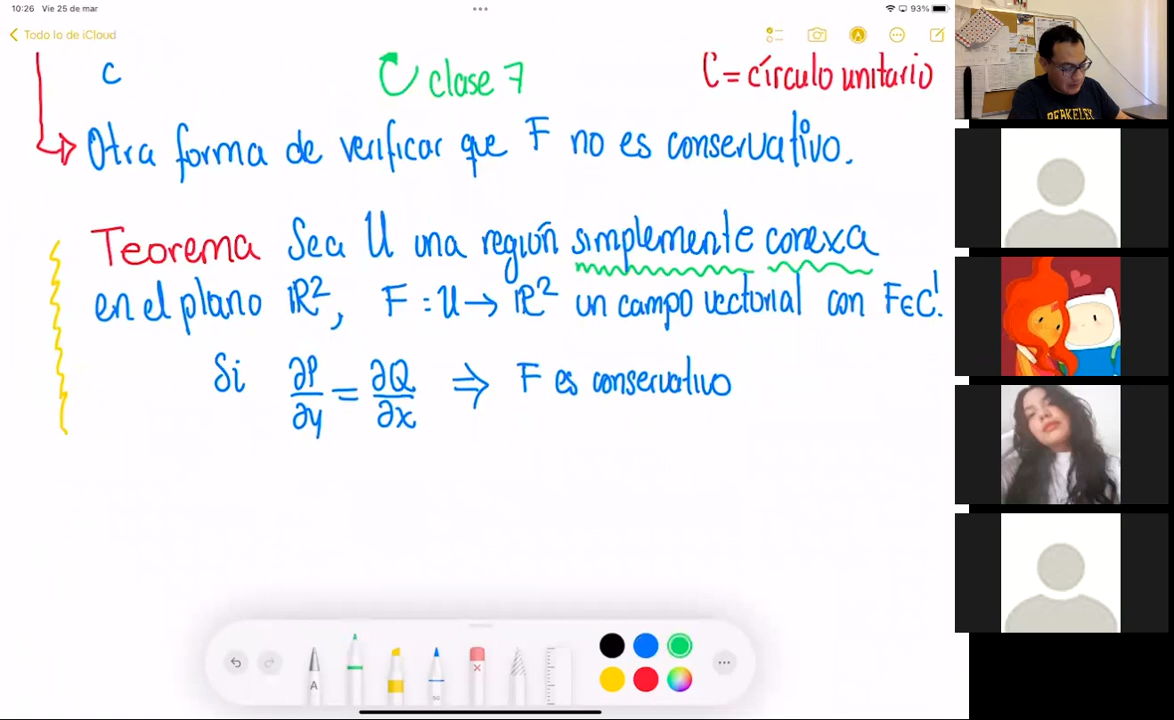 10:26 Vie 25 de mar
93%
Todo lo de iCloud
C
clase 7
C = círculo unitario
Otra forma de verificar que F no es conservativo.
Teorema Sea U una región simplemente conexa
en el plano ℝ², F : U → ℝ² un campo vectorial con F∈C¹.
Si ∂P/∂y = ∂Q/∂x ⇒ F es conservativo
A
50
BERKELEY